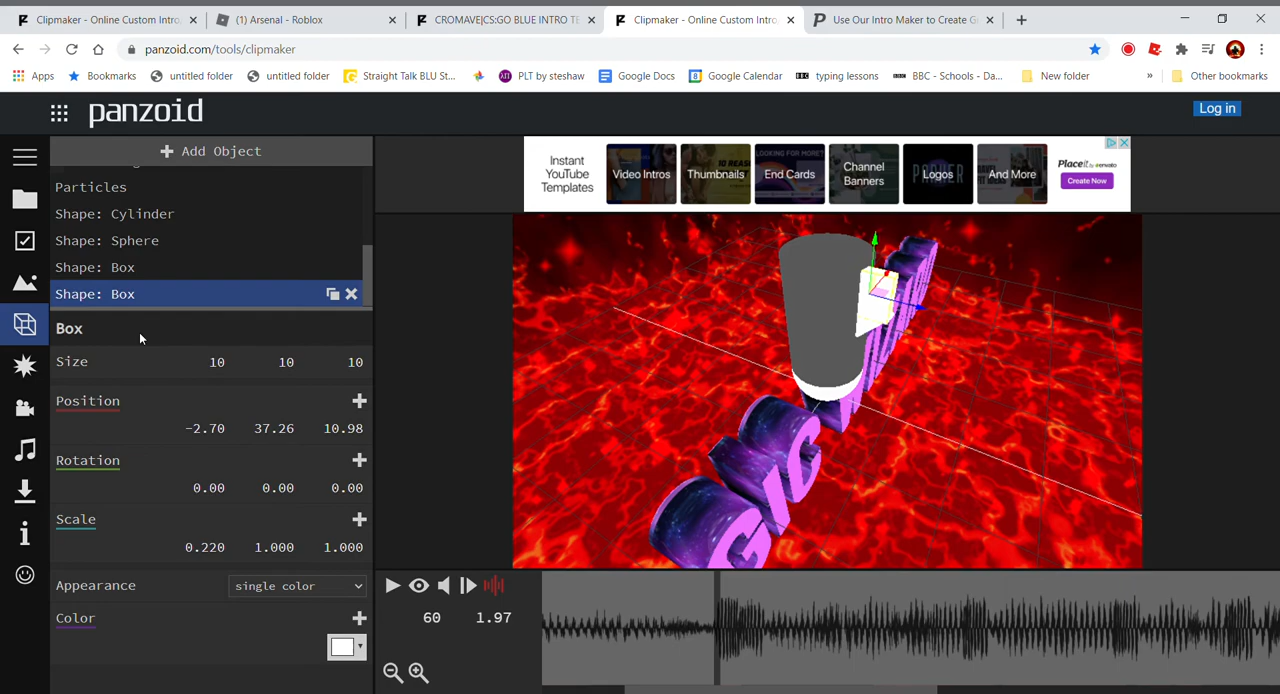 Clipmaker - Online Custom Intro.
(1) Arsenal - Roblox
CROMAVE|CS:GO BLUE INTRO TE
Clipmaker - Online Custom Intro
Use Our Intro Maker to Create G
panzoid.com/tools/clipmaker
Apps
Bookmarks
untitled folder
untitled folder
Straight Talk BLU St...
PLT by steshaw
Google Docs
Google Calendar
BBC
typing lessons
BBC - Schools - Da...
New folder
»
Other bookmarks
panzoid
Log in
Add Object
Particles
Shape: Cylinder
Shape: Sphere
Shape: Box
Shape: Box
Box
Size 10 10 10
Position
-2.70 37.26 10.98
Rotation
0.00 0.00 0.00
Scale
0.220 1.000 1.000
Appearance single color
Color
Instant
YouTube
Templates
Video Intros
Thumbnails
LOOKING FOR MORE?
End Cards
Channel
Banners
Logos
And More
Placeit by envato
Create Now
60 1.97